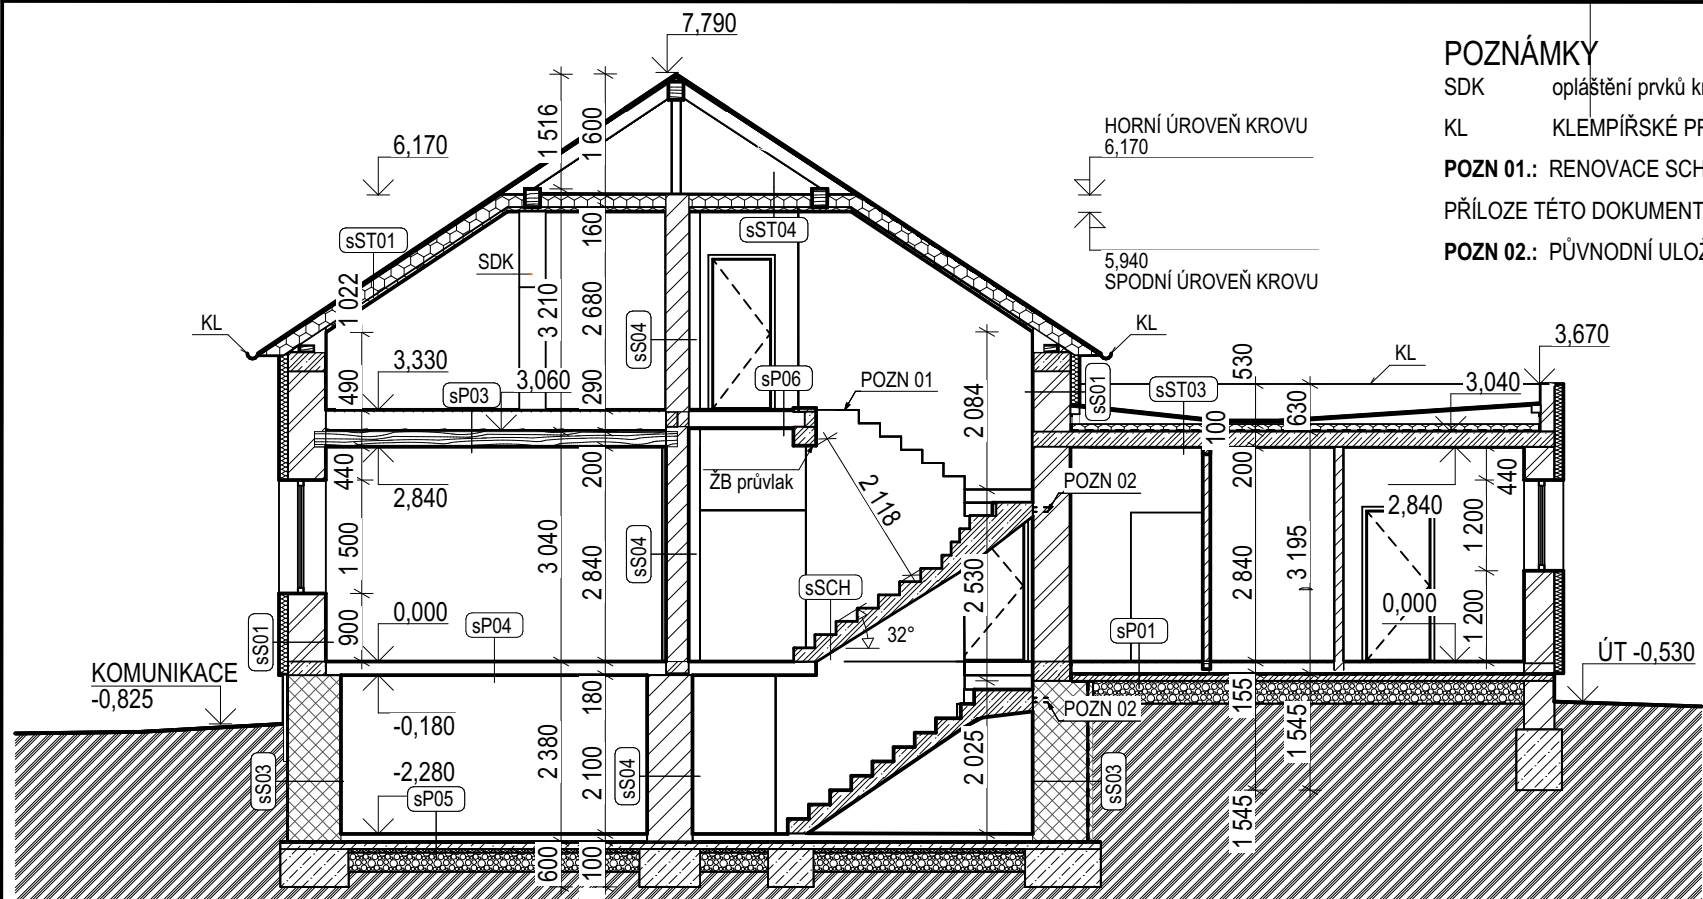 7,790
POZNÁMKY
SDK opláštění prvků k
KL KLEMPÍŘSKÉ
POZN 01.: RENOVACE
PŘÍLOZE TÉTO
POZN 02.: PŮVNODNÍ
HORNÍ ÚROVEŇ KROVU
6,170
5,940
SPODNÍ ÚROVEŇ KROVU
6,170
1 516
1 600
160
sST01
sST04
SDK
1 022
3 210
2 680
sS04
KL
KL
3,670
KL
530
3,330
3,060
490
290
sP03
sP06
POZN 01
2 084
sS01
sST03
3,040
630
100
440
2,840
200
ŽB průvlak
2 118
POZN 02
200
2,840
440
1 500
3 040
2 840
sS04
sSCH
2 530
2 840
3 195
1 200
0,000
900
sS01
sP04
32°
sP01
0,000
1 200
ÚT -0,530
KOMUNIKACE
-0,825
-0,180
180
POZN 02
155
1 545
-2,280
2 380
2 100
sS04
2 025
sS03
sP05
sS03
1 545
600
100